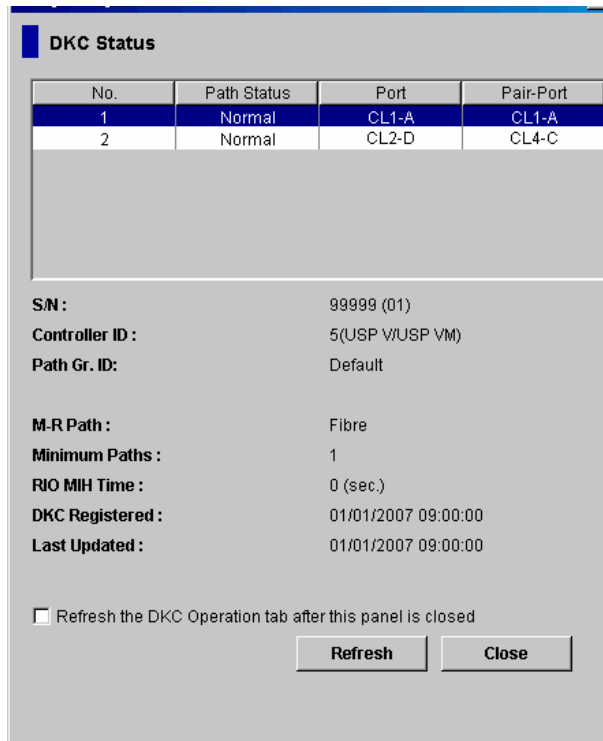 DKC Status
No. Path Status Port Pair-Port
1 Normal CL1-A CL1-A
2 Normal CL2-D CL4-C
S/N : 99999 (01)
Controller ID : 5(USP V/USP VM)
Path Gr. ID: Default
M-R Path : Fibre
Minimum Paths : 1
RIO MIH Time : 0 (sec.)
DKC Registered : 01/01/2007 09:00:00
Last Updated : 01/01/2007 09:00:00
Refresh the DKC Operation tab after this panel is closed
Refresh Close